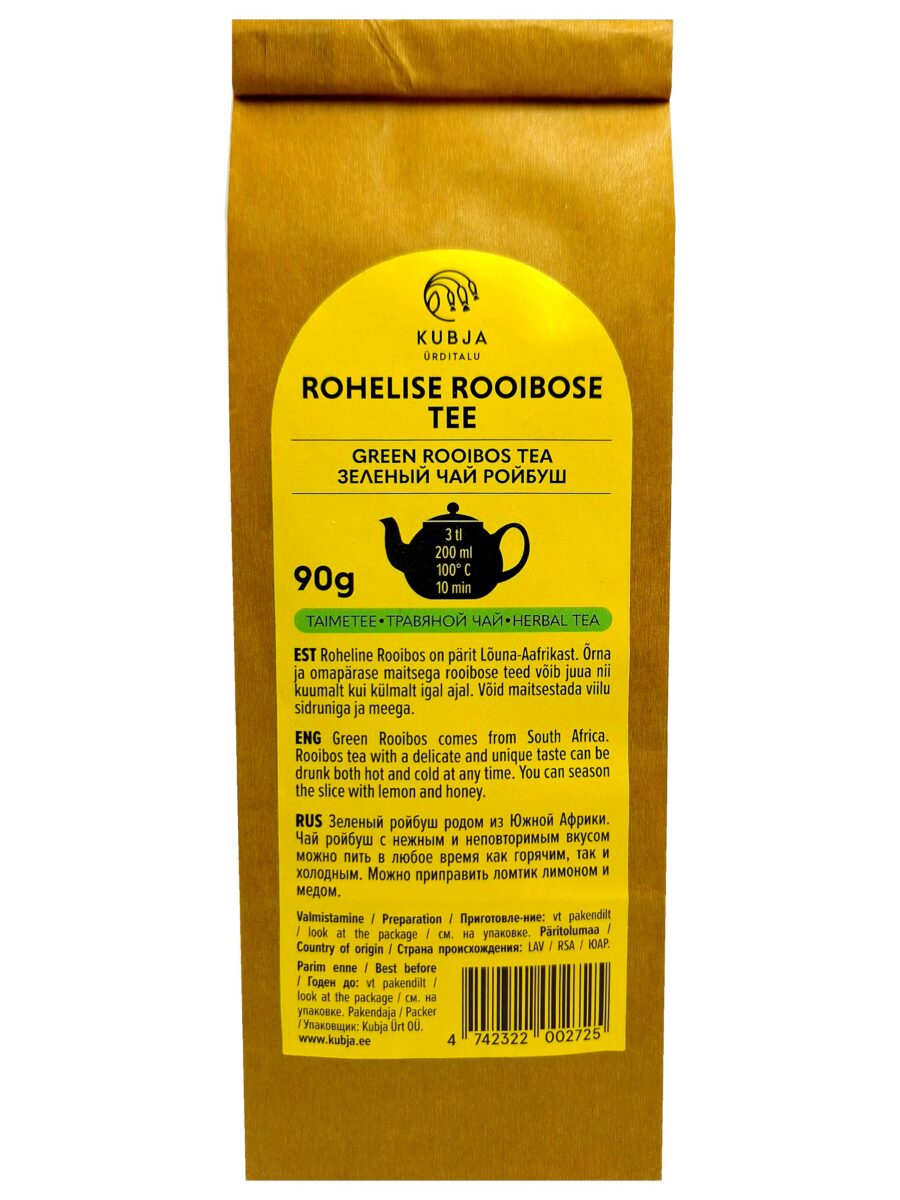 KUBJA
ÜRDITALU
ROHELISE ROOIBOSE
TEE
GREEN ROOIBOS TEA
ЗЕЛЕНЫЙ ЧАЙ РОЙБУШ
3 tl
200 ml
100° C
10 min
90g
TAIMETEE•ТРАВЯНОЙ ЧАЙ•HERBAL TEA
EST Roheline Rooibos on pärit Lõuna-Aafrikast. Õrna
ja omapärase maitsega rooibose teed võib juua nii
kuumalt kui külmalt igal ajal. Võid maitsestada viilu
sidruniga ja meega.
ENG Green Rooibos comes from South Africa.
Rooibos tea with a delicate and unique taste can be
drunk both hot and cold at any time. You can season
the slice with lemon and honey.
RUS Зеленый ройбуш родом из Южной Африки.
Чай ройбуш с нежным и неповторимым вкусом
можно пить в любое время как горячим, так и
холодным. Можно приправить ломтик лимоном и
медом.
Valmistamine / Preparation / Приготовле-ние: vt pakendilt
/ look at the package / см. на упаковке. Päritolumaa /
Country of origin / Страна происхождения: LAV / RSA / ЮАР.
Parim enne / Best before
/ Годен до: vt pakendilt /
look at the package / см. на
упаковке. Pakendaja / Packer
/ Упаковщик: Kubja Ürt OÜ.
www.kubja.ee
4 742322 002725